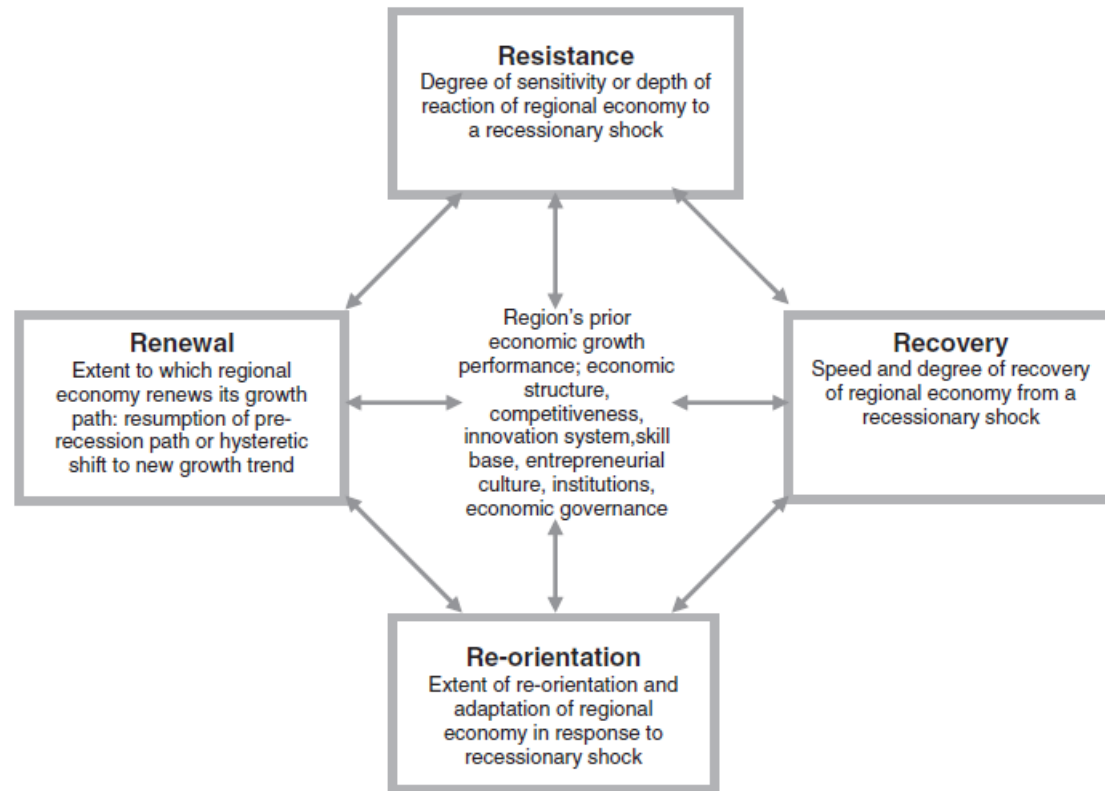 Resistance
Degree of sensitivity or depth of
reaction of regional economy to
a recessionary shock
Renewal
Extent to which regional
economy renews its growth
path: resumption of pre-
recession path or hysteretic
shift to new growth trend
Region's prior
economic growth
performance; economic
structure,
competitiveness,
innovation system,skill
base, entrepreneurial
culture, institutions,
economic governance
Recovery
Speed and degree of recovery
of regional economy from a
recessionary shock
Re-orientation
Extent of re-orientation and
adaptation of regional
economy in response to
recessionary shock